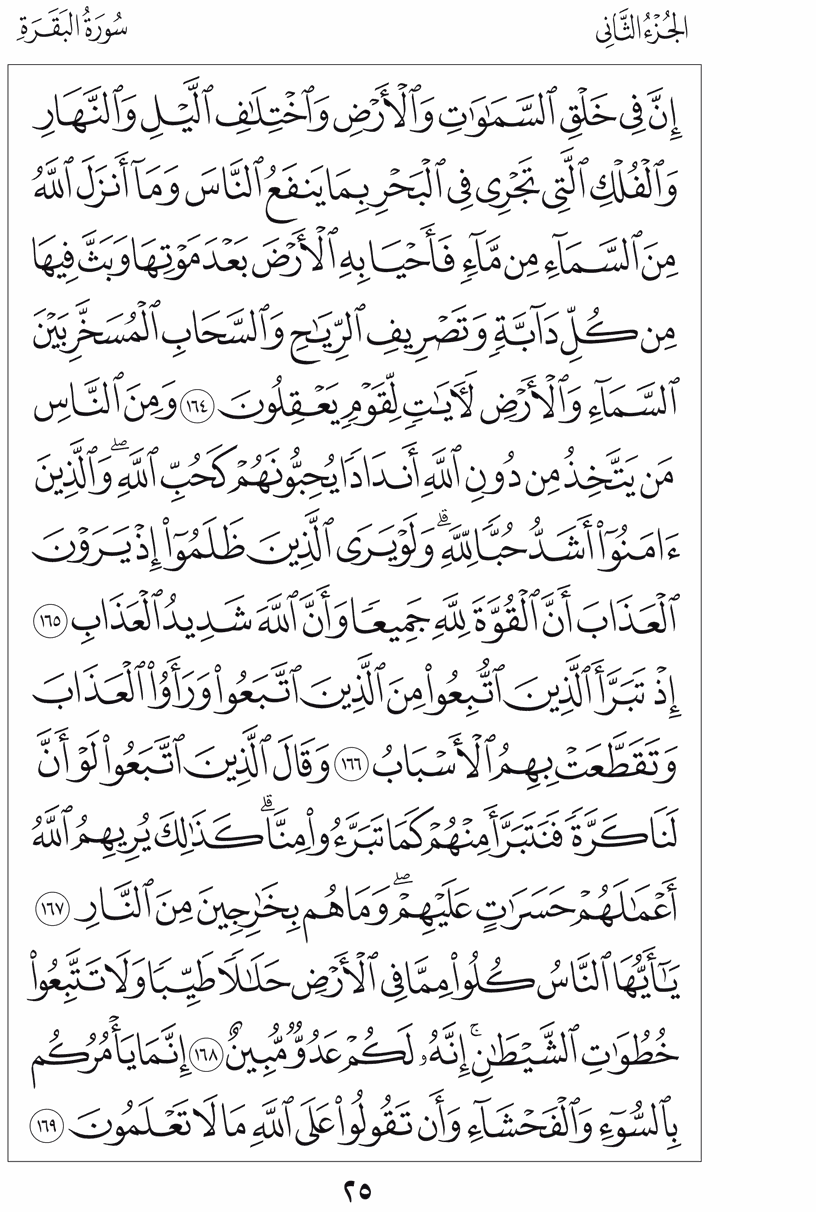 الجُزْءُ الثَّانِى
سُورَةُ البَقَرَةِ
إِنَّ فِى خَلْقِ ٱلسَّمَٰوَٰتِ وَٱلْأَرْضِ وَٱخْتِلَٰفِ ٱلَّيْلِ وَٱلنَّهَارِ
وَٱلْفُلْكِ ٱلَّتِى تَجْرِى فِى ٱلْبَحْرِ بِمَا يَنفَعُ ٱلنَّاسَ وَمَآ أَنزَلَ ٱللَّهُ
مِنَ ٱلسَّمَآءِ مِن مَّآءٍ فَأَحْيَا بِهِ ٱلْأَرْضَ بَعْدَ مَوْتِهَا وَبَثَّ فِيهَا
مِن كُلِّ دَآبَّةٍ وَتَصْرِيفِ ٱلرِّيَٰحِ وَٱلسَّحَابِ ٱلْمُسَخَّرِ بَيْنَ
ٱلسَّمَآءِ وَٱلْأَرْضِ لَءَايَٰتٍ لِّقَوْمٍ يَعْقِلُونَ ١٦٤ وَمِنَ ٱلنَّاسِ
مَن يَتَّخِذُ مِن دُونِ ٱللَّهِ أَندَادًا يُحِبُّونَهُمْ كَحُبِّ ٱللَّهِ ۖ وَٱلَّذِينَ
ءَامَنُوٓا۟ أَشَدُّ حُبًّا لِّلَّهِ ۗ وَلَوْ يَرَى ٱلَّذِينَ ظَلَمُوٓا۟ إِذْ يَرَوْنَ
ٱلْعَذَابَ أَنَّ ٱلْقُوَّةَ لِلَّهِ جَمِيعًا وَأَنَّ ٱللَّهَ شَدِيدُ ٱلْعَذَابِ ١٦٥
إِذْ تَبَرَّأَ ٱلَّذِينَ ٱتُّبِعُوا۟ مِنَ ٱلَّذِينَ ٱتَّبَعُوا۟ وَرَأَوُا۟ ٱلْعَذَابَ
وَتَقَطَّعَتْ بِهِمُ ٱلْأَسْبَابُ ١٦٦ وَقَالَ ٱلَّذِينَ ٱتَّبَعُوا۟ لَوْ أَنَّ
لَنَا كَرَّةً فَنَتَبَرَّأَ مِنْهُمْ كَمَا تَبَرَّءُوا۟ مِنَّا ۗ كَذَٰلِكَ يُرِيهِمُ ٱللَّهُ
أَعْمَٰلَهُمْ حَسَرَٰتٍ عَلَيْهِمْ ۖ وَمَا هُم بِخَٰرِجِينَ مِنَ ٱلنَّارِ ١٦٧
يَٰٓأَيُّهَا ٱلنَّاسُ كُلُوا۟ مِمَّا فِى ٱلْأَرْضِ حَلَٰلًا طَيِّبًا وَلَا تَتَّبِعُوا۟
خُطُوَٰتِ ٱلشَّيْطَٰنِ ۚ إِنَّهُۥ لَكُمْ عَدُوٌّ مُّبِينٌ ١٦٨ إِنَّمَا يَأْمُرُكُم
بِٱلسُّوٓءِ وَٱلْفَحْشَآءِ وَأَن تَقُولُوا۟ عَلَى ٱللَّهِ مَا لَا تَعْلَمُونَ ١٦٩
٢٥